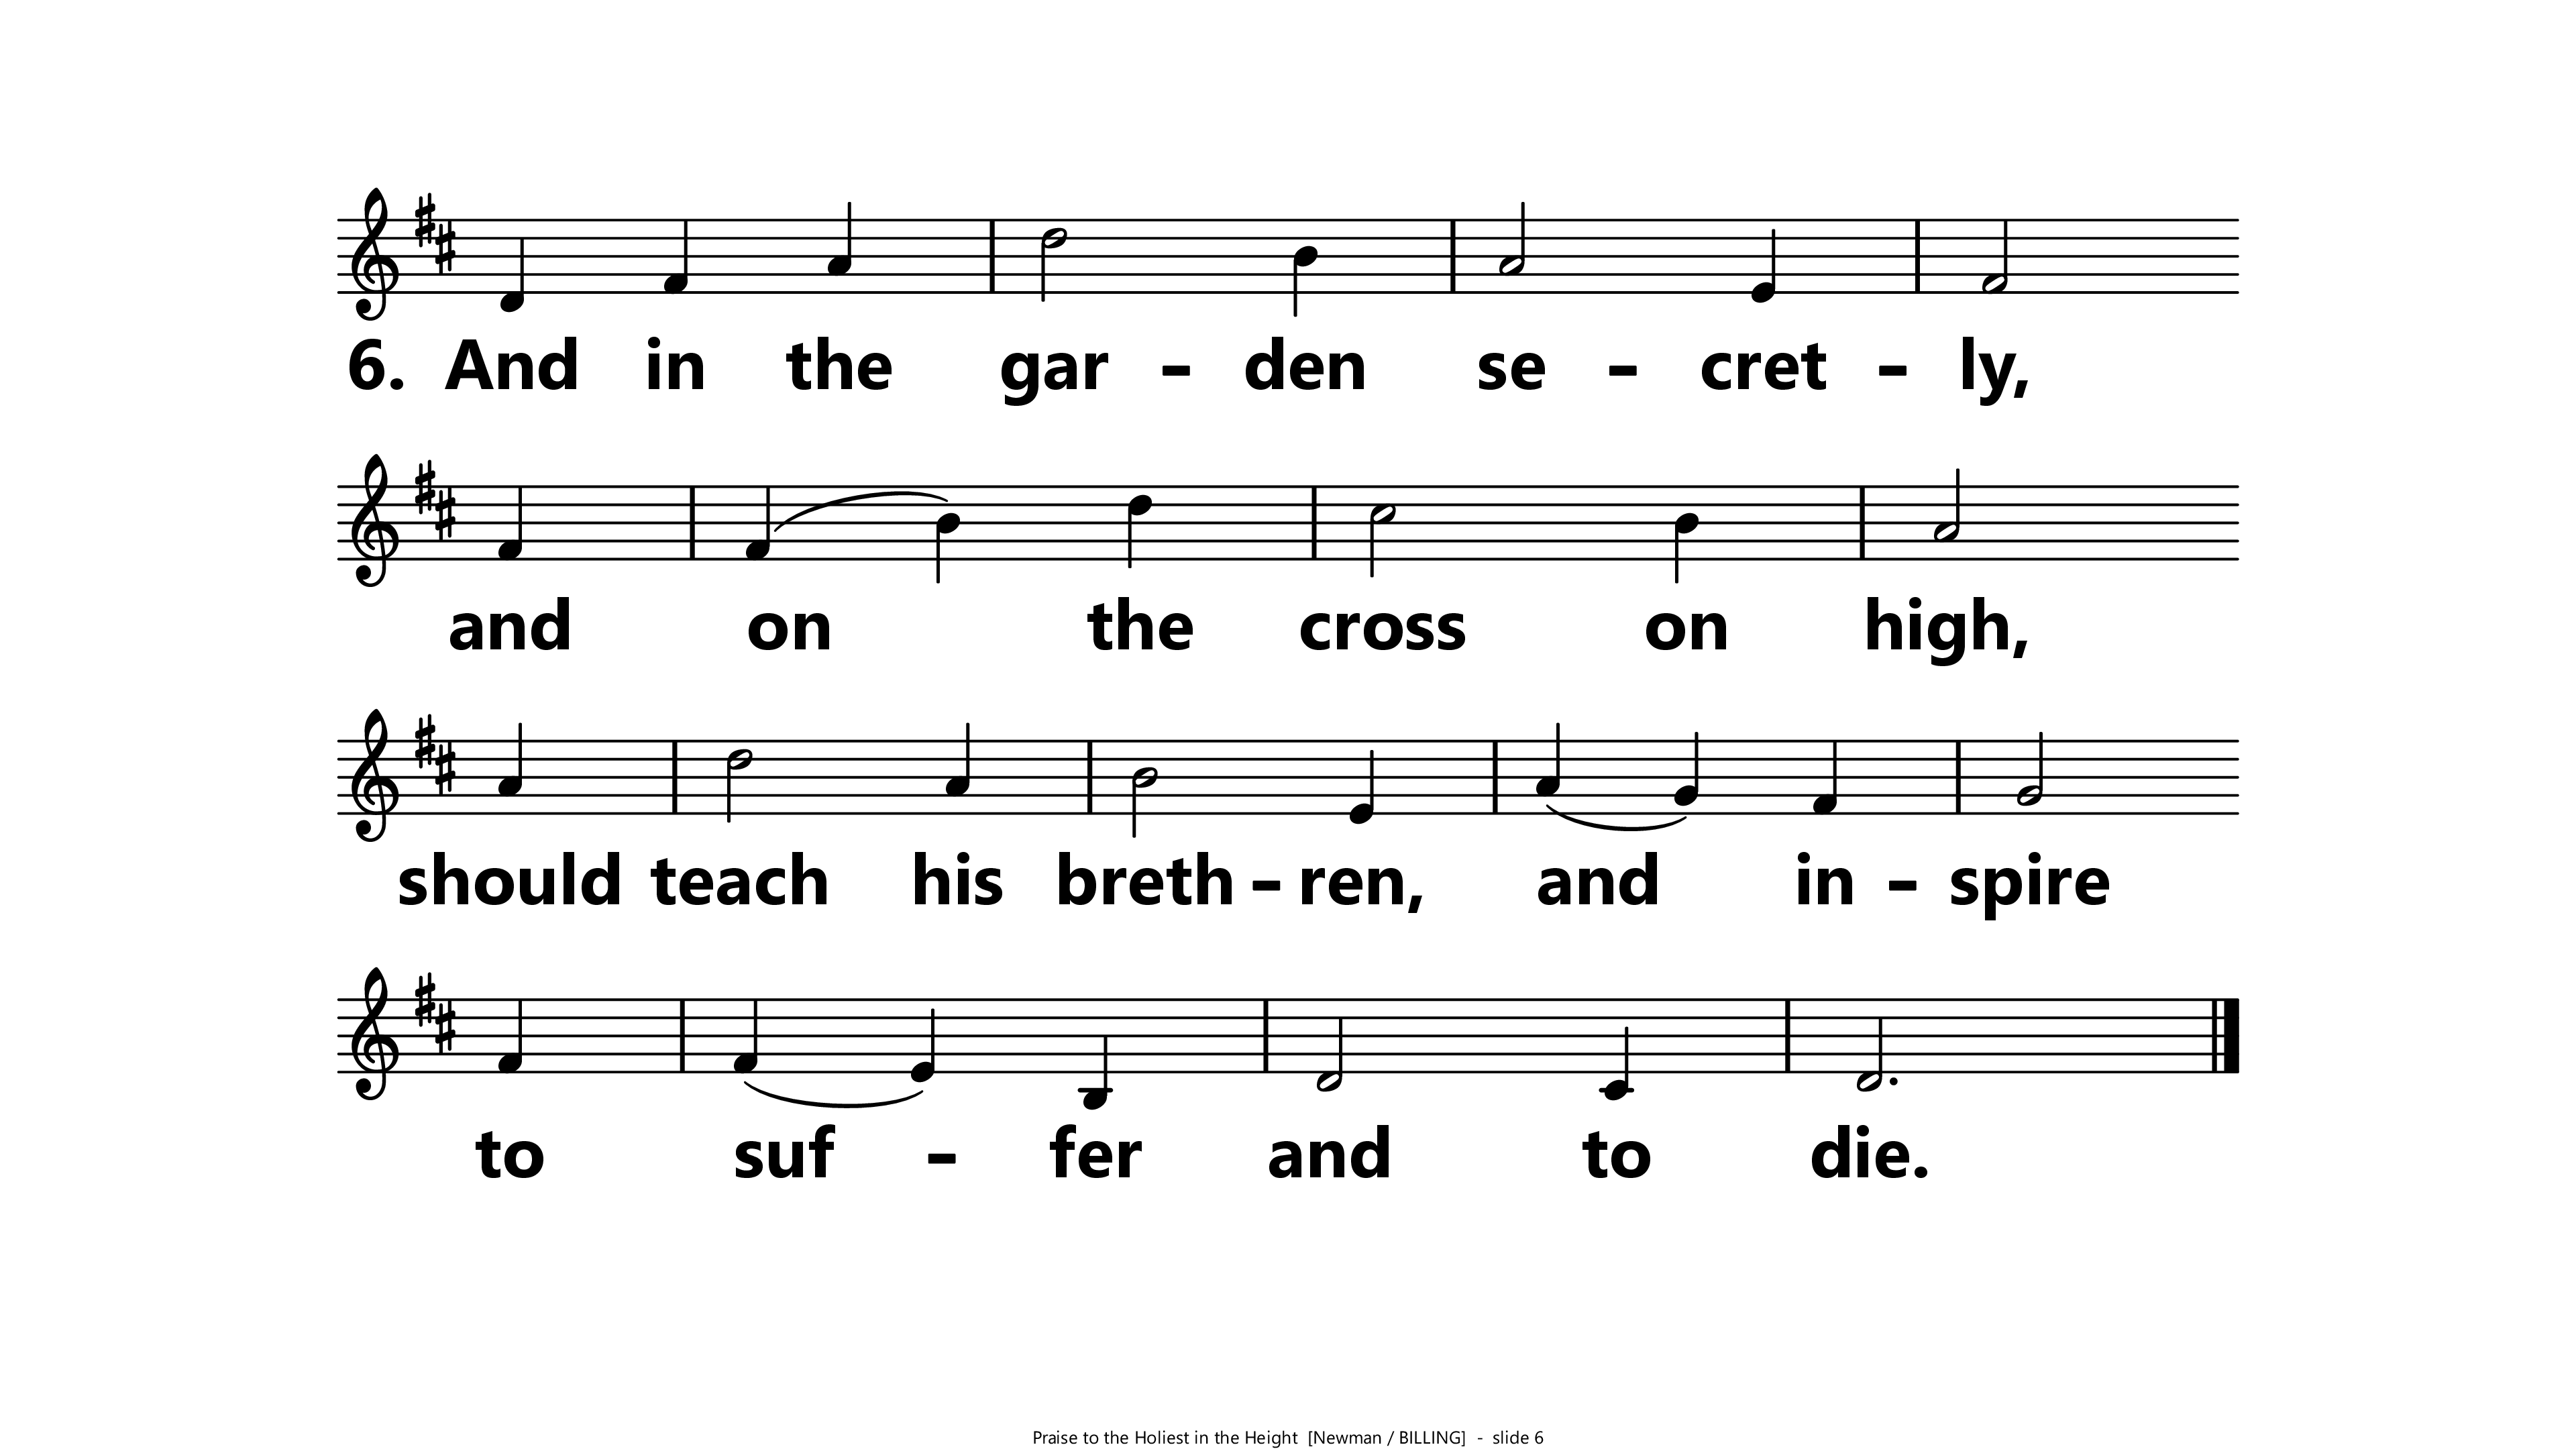 6. And in the gar - den se - cret - ly,
and on the cross on high,
should teach his breth - ren, and in - spire
to suf - fer and to die.
Praise to the Holiest in the Height [Newman / BILLING] - slide 6